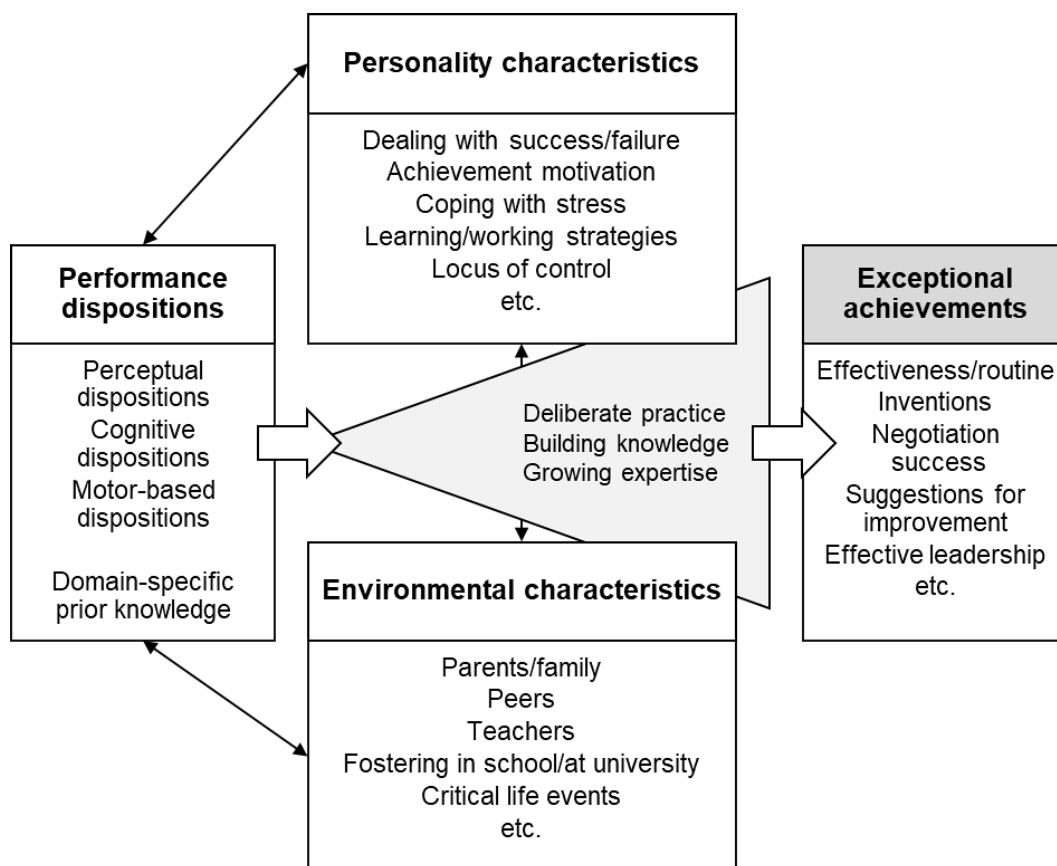 Personality characteristics
Dealing with success/failure
Achievement motivation
Coping with stress
Learning/working strategies
Locus of control
etc.
Performance
dispositions
Perceptual
dispositions
Cognitive
dispositions
Motor-based
dispositions
Domain-specific
prior knowledge
Deliberate practice
Building knowledge
Growing expertise
Exceptional
achievements
Effectiveness/routine
Inventions
Negotiation
success
Suggestions for
improvement
Effective leadership
etc.
Environmental characteristics
Parents/family
Peers
Teachers
Fostering in school/at university
Critical life events
etc.